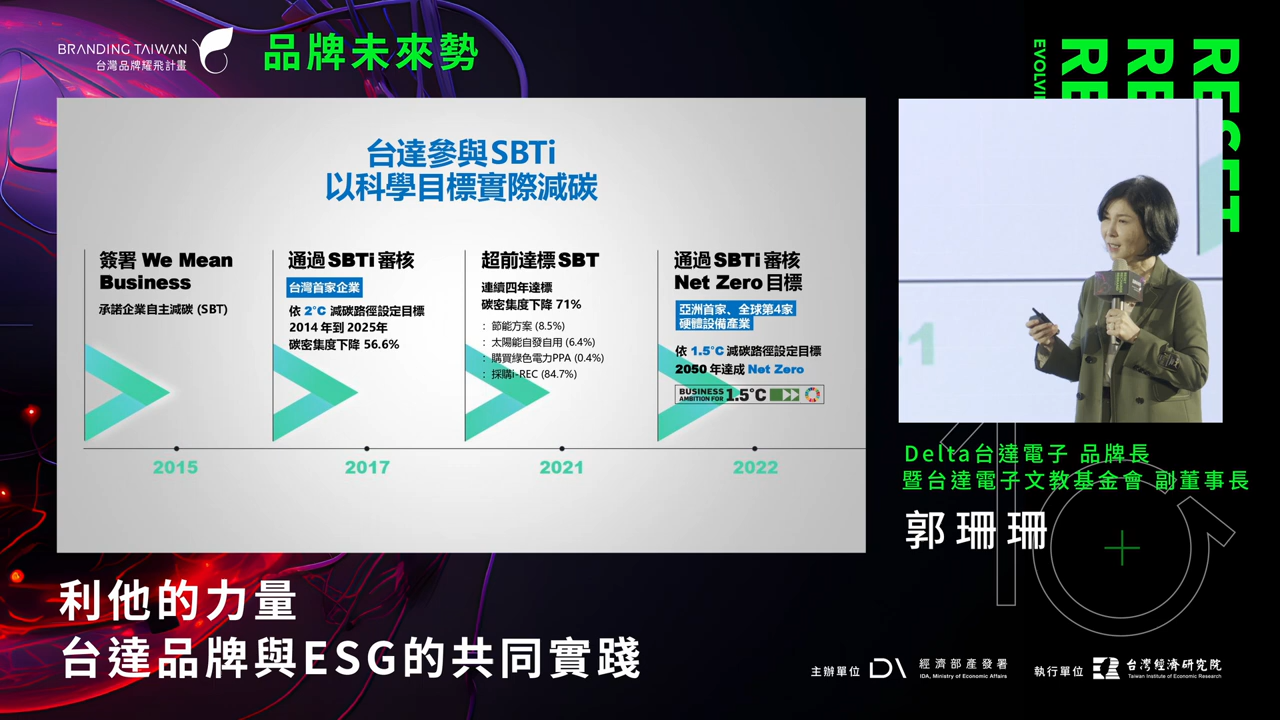 BRANDING TAIWAN
台灣品牌耀飛計畫
品牌未來勢
台達參與SBTi
以科學目標實際減碳
簽署 We Mean
Business
承諾企業自主減碳 (SBT)
2015
通過SBTi審核
台灣首家企業
依 2°C 減碳路徑設定目標
2014 年到 2025年
碳密集度下降 56.6%
2017
超前達標SBT
連續四年達標
碳密集度下降 71%
: 節能方案 (8.5%)
: 太陽能自發自用 (6.4%)
: 購買綠色電力PPA (0.4%)
: 採購i-REC (84.7%)
2021
通過SBTi審核
Net Zero目標
亞洲首家、全球第4家
硬體設備產業
依 1.5°C 減碳路徑設定目標
2050 年達成 Net Zero
BUSINESS
AMBITION FOR 1.5°C
2022
Delta台達電子 品牌長
暨台達電子文教基金會 副董事長
郭珊珊
利他的力量
台達品牌與ESG的共同實踐
主辦單位
經濟部產發署
IDA, Ministry of Economic Affairs
執行單位
台灣經濟研究院
Taiwan Institute of Economic Research